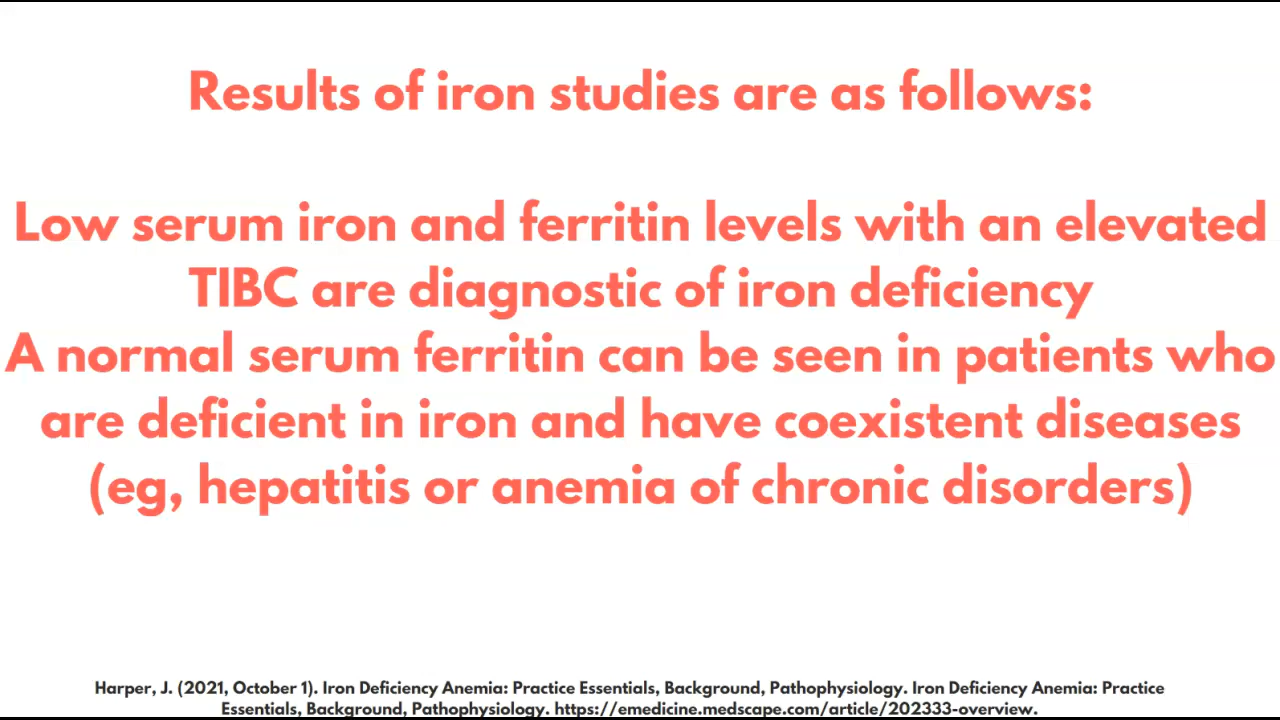 Results of iron studies are as follows:
Low serum iron and ferritin levels with an elevated
TIBC are diagnostic of iron deficiency
A normal serum ferritin can be seen in patients who
are deficient in iron and have coexistent diseases
(eg, hepatitis or anemia of chronic disorders)
Harper, J. (2021, October 1). Iron Deficiency Anemia: Practice Essentials, Background, Pathophysiology. Iron Deficiency Anemia: Practice
Essentials, Background, Pathophysiology. https://emedicine.medscape.com/article/202333-overview.